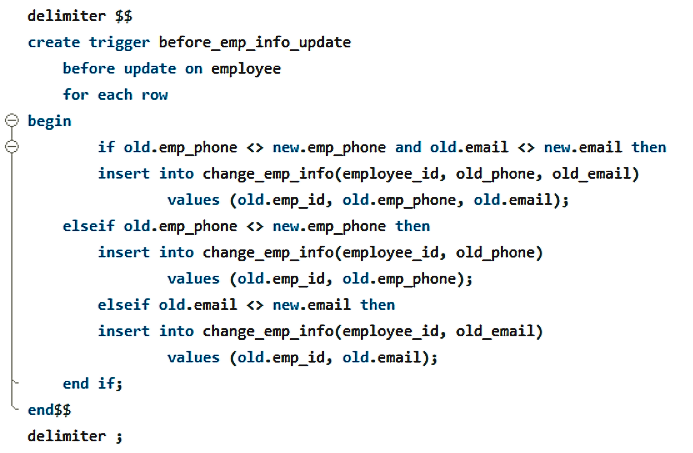 delimiter $$
create trigger before_emp_info_update
before update on employee
for each row
begin
if old.emp_phone <> new.emp_phone and old.email <> new.email then
insert into change_emp_info(employee_id, old_phone, old_email)
values (old.emp_id, old.emp_phone, old.email);
elseif old.emp_phone <> new.emp_phone then
insert into change_emp_info(employee_id, old_phone)
values (old.emp_id, old.emp_phone);
elseif old.email <> new.email then
insert into change_emp_info(employee_id, old_email)
values (old.emp_id, old.email);
end if;
end$$
delimiter ;